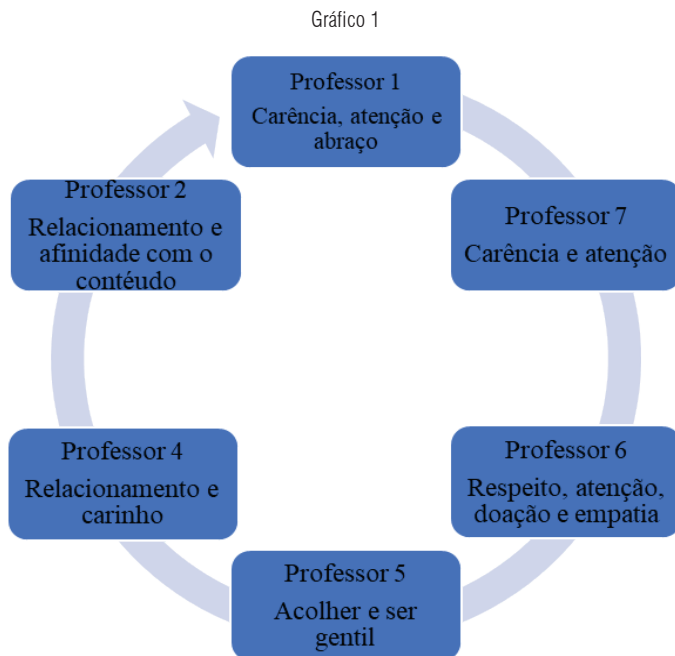 Gráfico 1
Professor 1
Carência, atenção e
abraço
Professor 7
Carência e atenção
Professor 6
Respeito, atenção,
doação e empatia
Professor 5
Acolher e ser
gentil
Professor 4
Relacionamento e
carinho
Professor 2
Relacionamento e
afinidade com o
contéudo